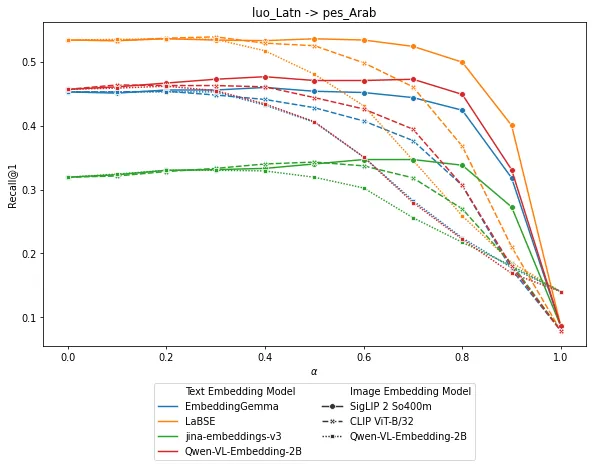 luo_Latn -> pes_Arab
Recall@1
0.5
0.4
0.3
0.2
0.1
0.0
0.2
0.4
0.6
0.8
1.0
α
Text Embedding Model
EmbeddingGemma
LaBSE
jina-embeddings-v3
Qwen-VL-Embedding-2B
Image Embedding Model
SigLIP 2 So400m
CLIP ViT-B/32
Qwen-VL-Embedding-2B